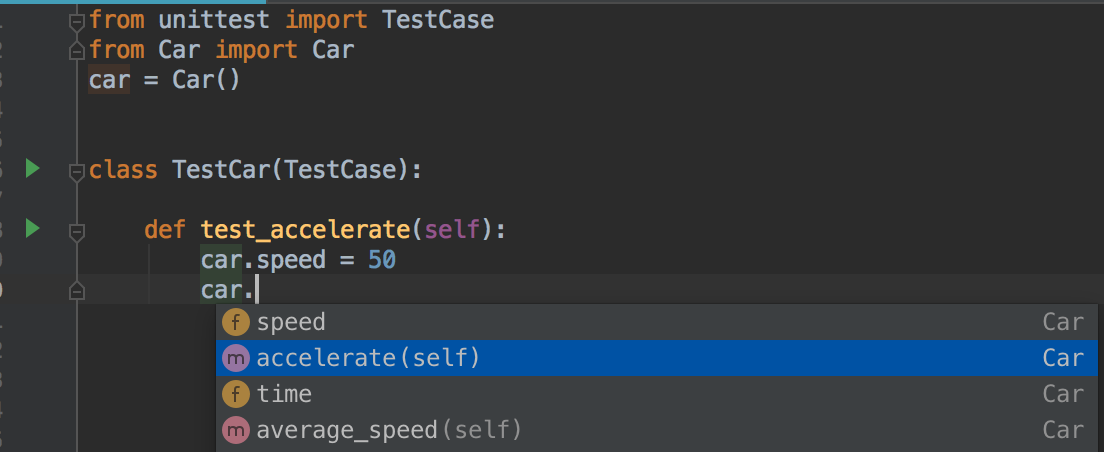 from unittest import TestCase
from Car import Car
car = Car()
class TestCar(TestCase):
def test_accelerate(self):
car.speed = 50
car.
f speed Car
m accelerate(self) Car
f time Car
m average_speed(self) Car